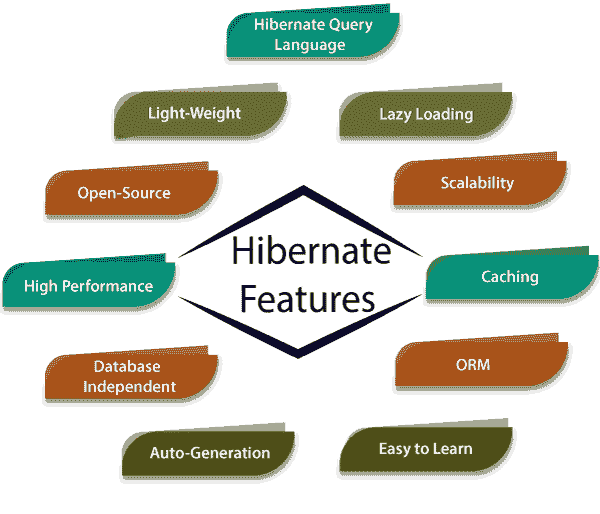 Hibernate Query
Language
Light-Weight
Lazy Loading
Open-Source
Scalability
Hibernate
Features
High Performance
Caching
Database
Independent
ORM
Auto-Generation
Easy to Learn